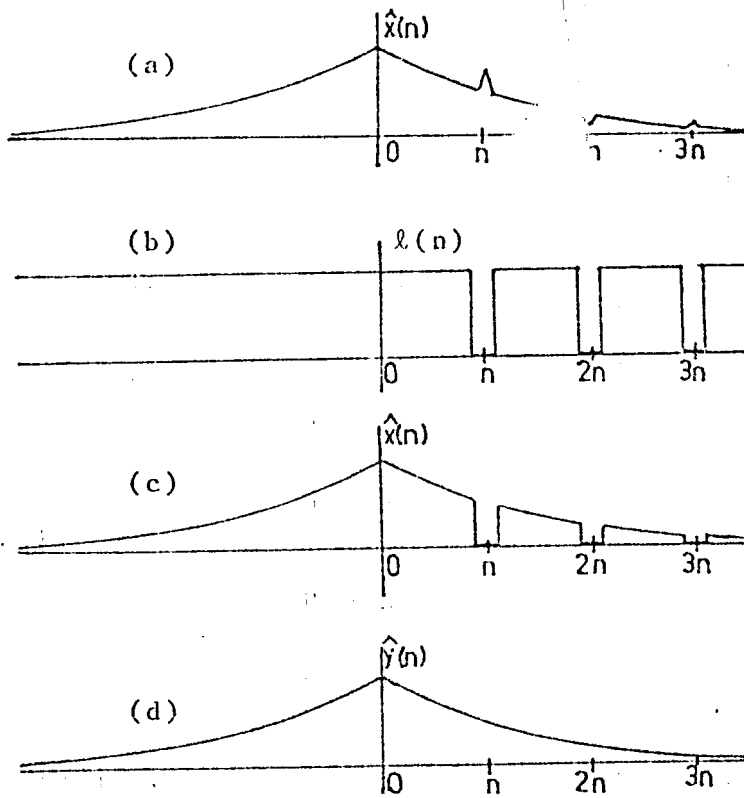 x̂(n)
(a)
0 n 3n
(b) ℓ(n)
0 n 2n 3n
x̂(n)
(c)
0 n 2n 3n
ŷ(n)
(d)
0 n 2n 3n